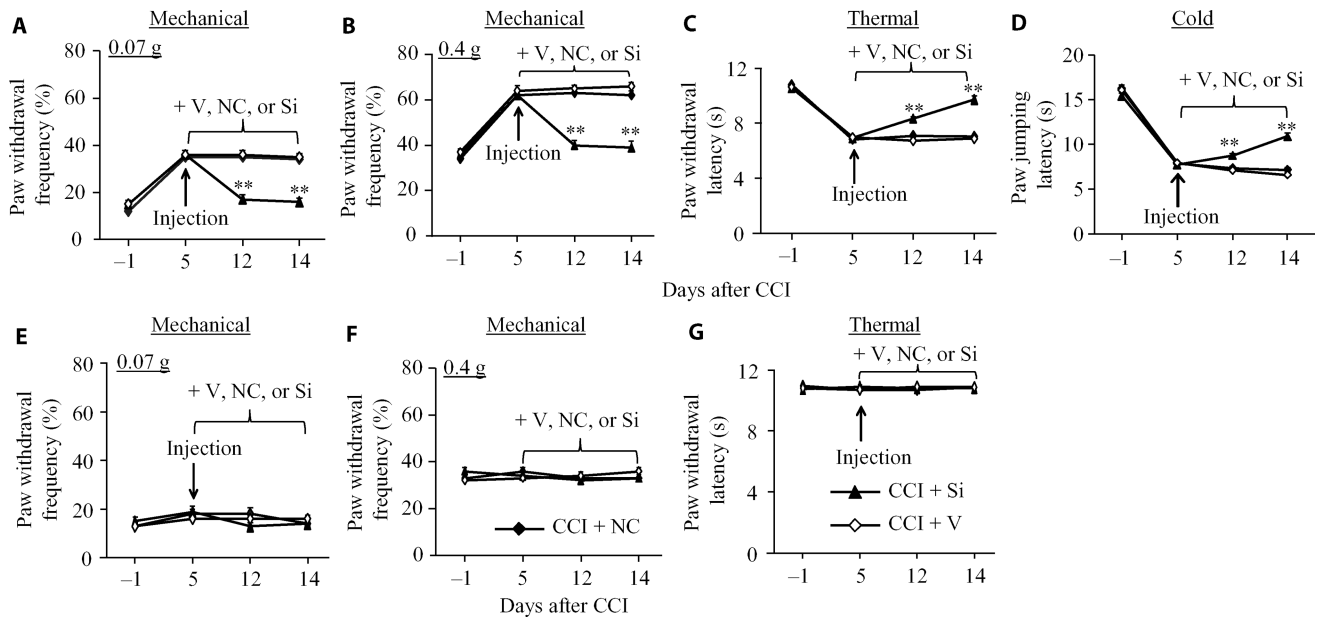 A
Mechanical
0.07 g
80
60
40
20
0
Paw withdrawal
frequency (%)
+ V, NC, or Si
**
**
Injection
–1
5
12
14
B
Mechanical
0.4 g
80
60
40
20
0
Paw withdrawal
frequency (%)
+ V, NC, or Si
**
**
Injection
–1
5
12
14
C
Thermal
12
8
4
0
Paw withdrawal
latency (s)
+ V, NC, or Si
**
**
Injection
–1
5
12
14
D
Cold
20
15
10
5
0
Paw jumping
latency (s)
+ V, NC, or Si
**
**
Injection
–1
5
12
14
Days after CCI
E
Mechanical
0.07 g
80
60
40
20
0
Paw withdrawal
frequency (%)
+ V, NC, or Si
Injection
–1
5
12
14
F
Mechanical
0.4 g
80
60
40
20
0
Paw withdrawal
frequency (%)
+ V, NC, or Si
CCI + NC
–1
5
12
14
G
Thermal
12
8
4
0
Paw withdrawal
latency (s)
+ V, NC, or Si
Injection
CCI + Si
CCI + V
–1
5
12
14
Days after CCI